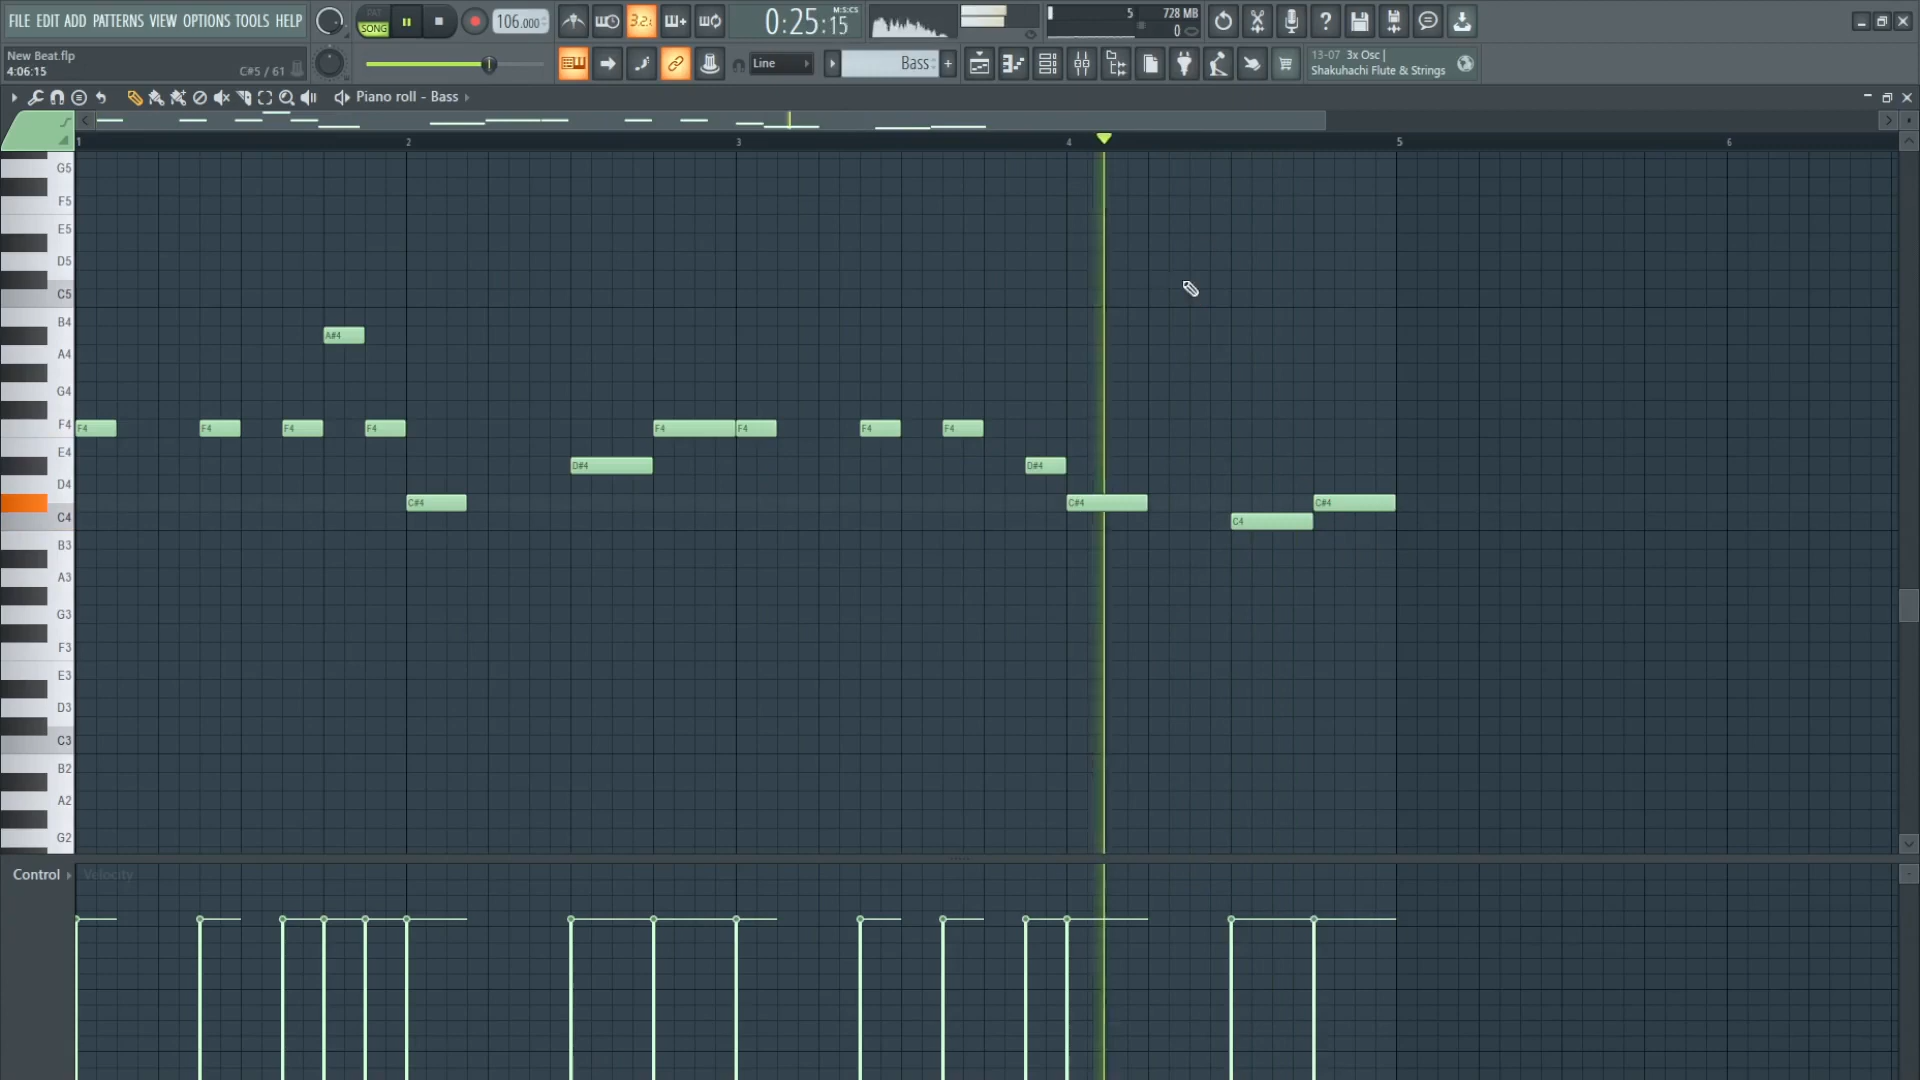 FILE EDIT ADD PATTERNS VIEW OPTIONS TOOLS HELP
PAT
SONG
106.000
3.2.
0:25:15
M:S:CS
5
728 MB
0
New Beat.flp
4:06:15
C#5 / 61
Line
Bass
13-07 3x Osc |
Shakuhachi Flute & Strings
Piano roll - Bass
1 2 3 4 5 6
G5
F5
E5
D5
C5
B4
A#4
A4
G4
F4 F4 F4 F4 F4 F4 F4 F4 F4
E4
D#4 D#4
D4
C#4 C#4 C#4
C4 C4
B3
A3
G3
F3
E3
D3
C3
B2
A2
G2
Control Velocity